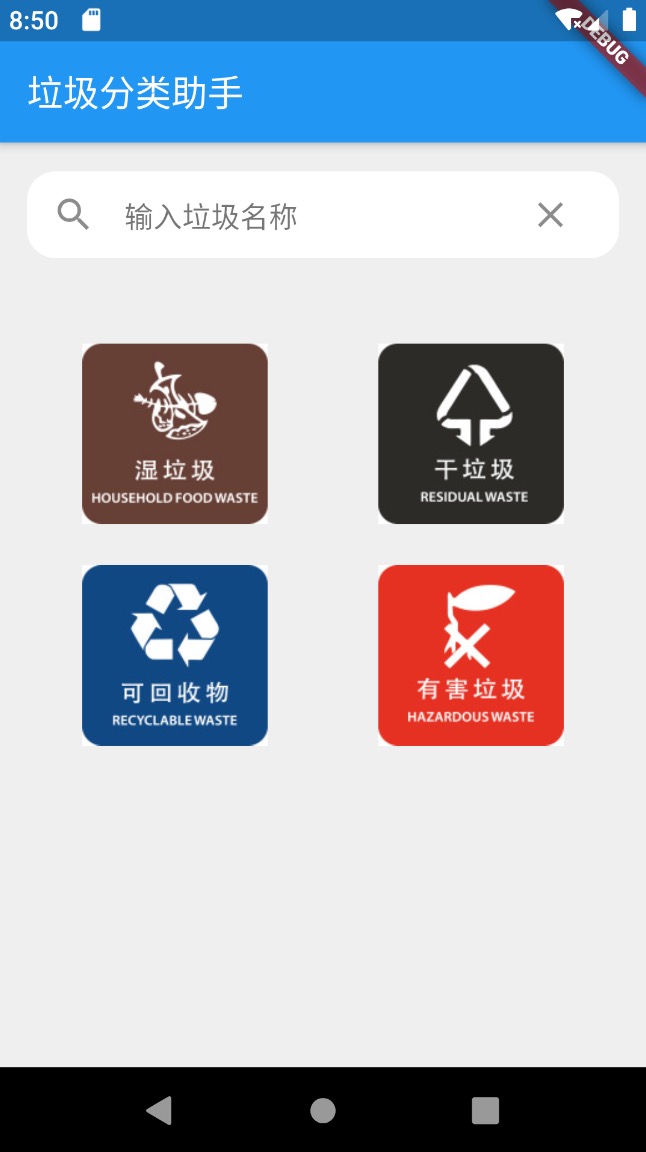 8:50
DEBUG
垃圾分类助手
输入垃圾名称
湿垃圾
HOUSEHOLD FOOD WASTE
干垃圾
RESIDUAL WASTE
可回收物
RECYCLABLE WASTE
有害垃圾
HAZARDOUS WASTE